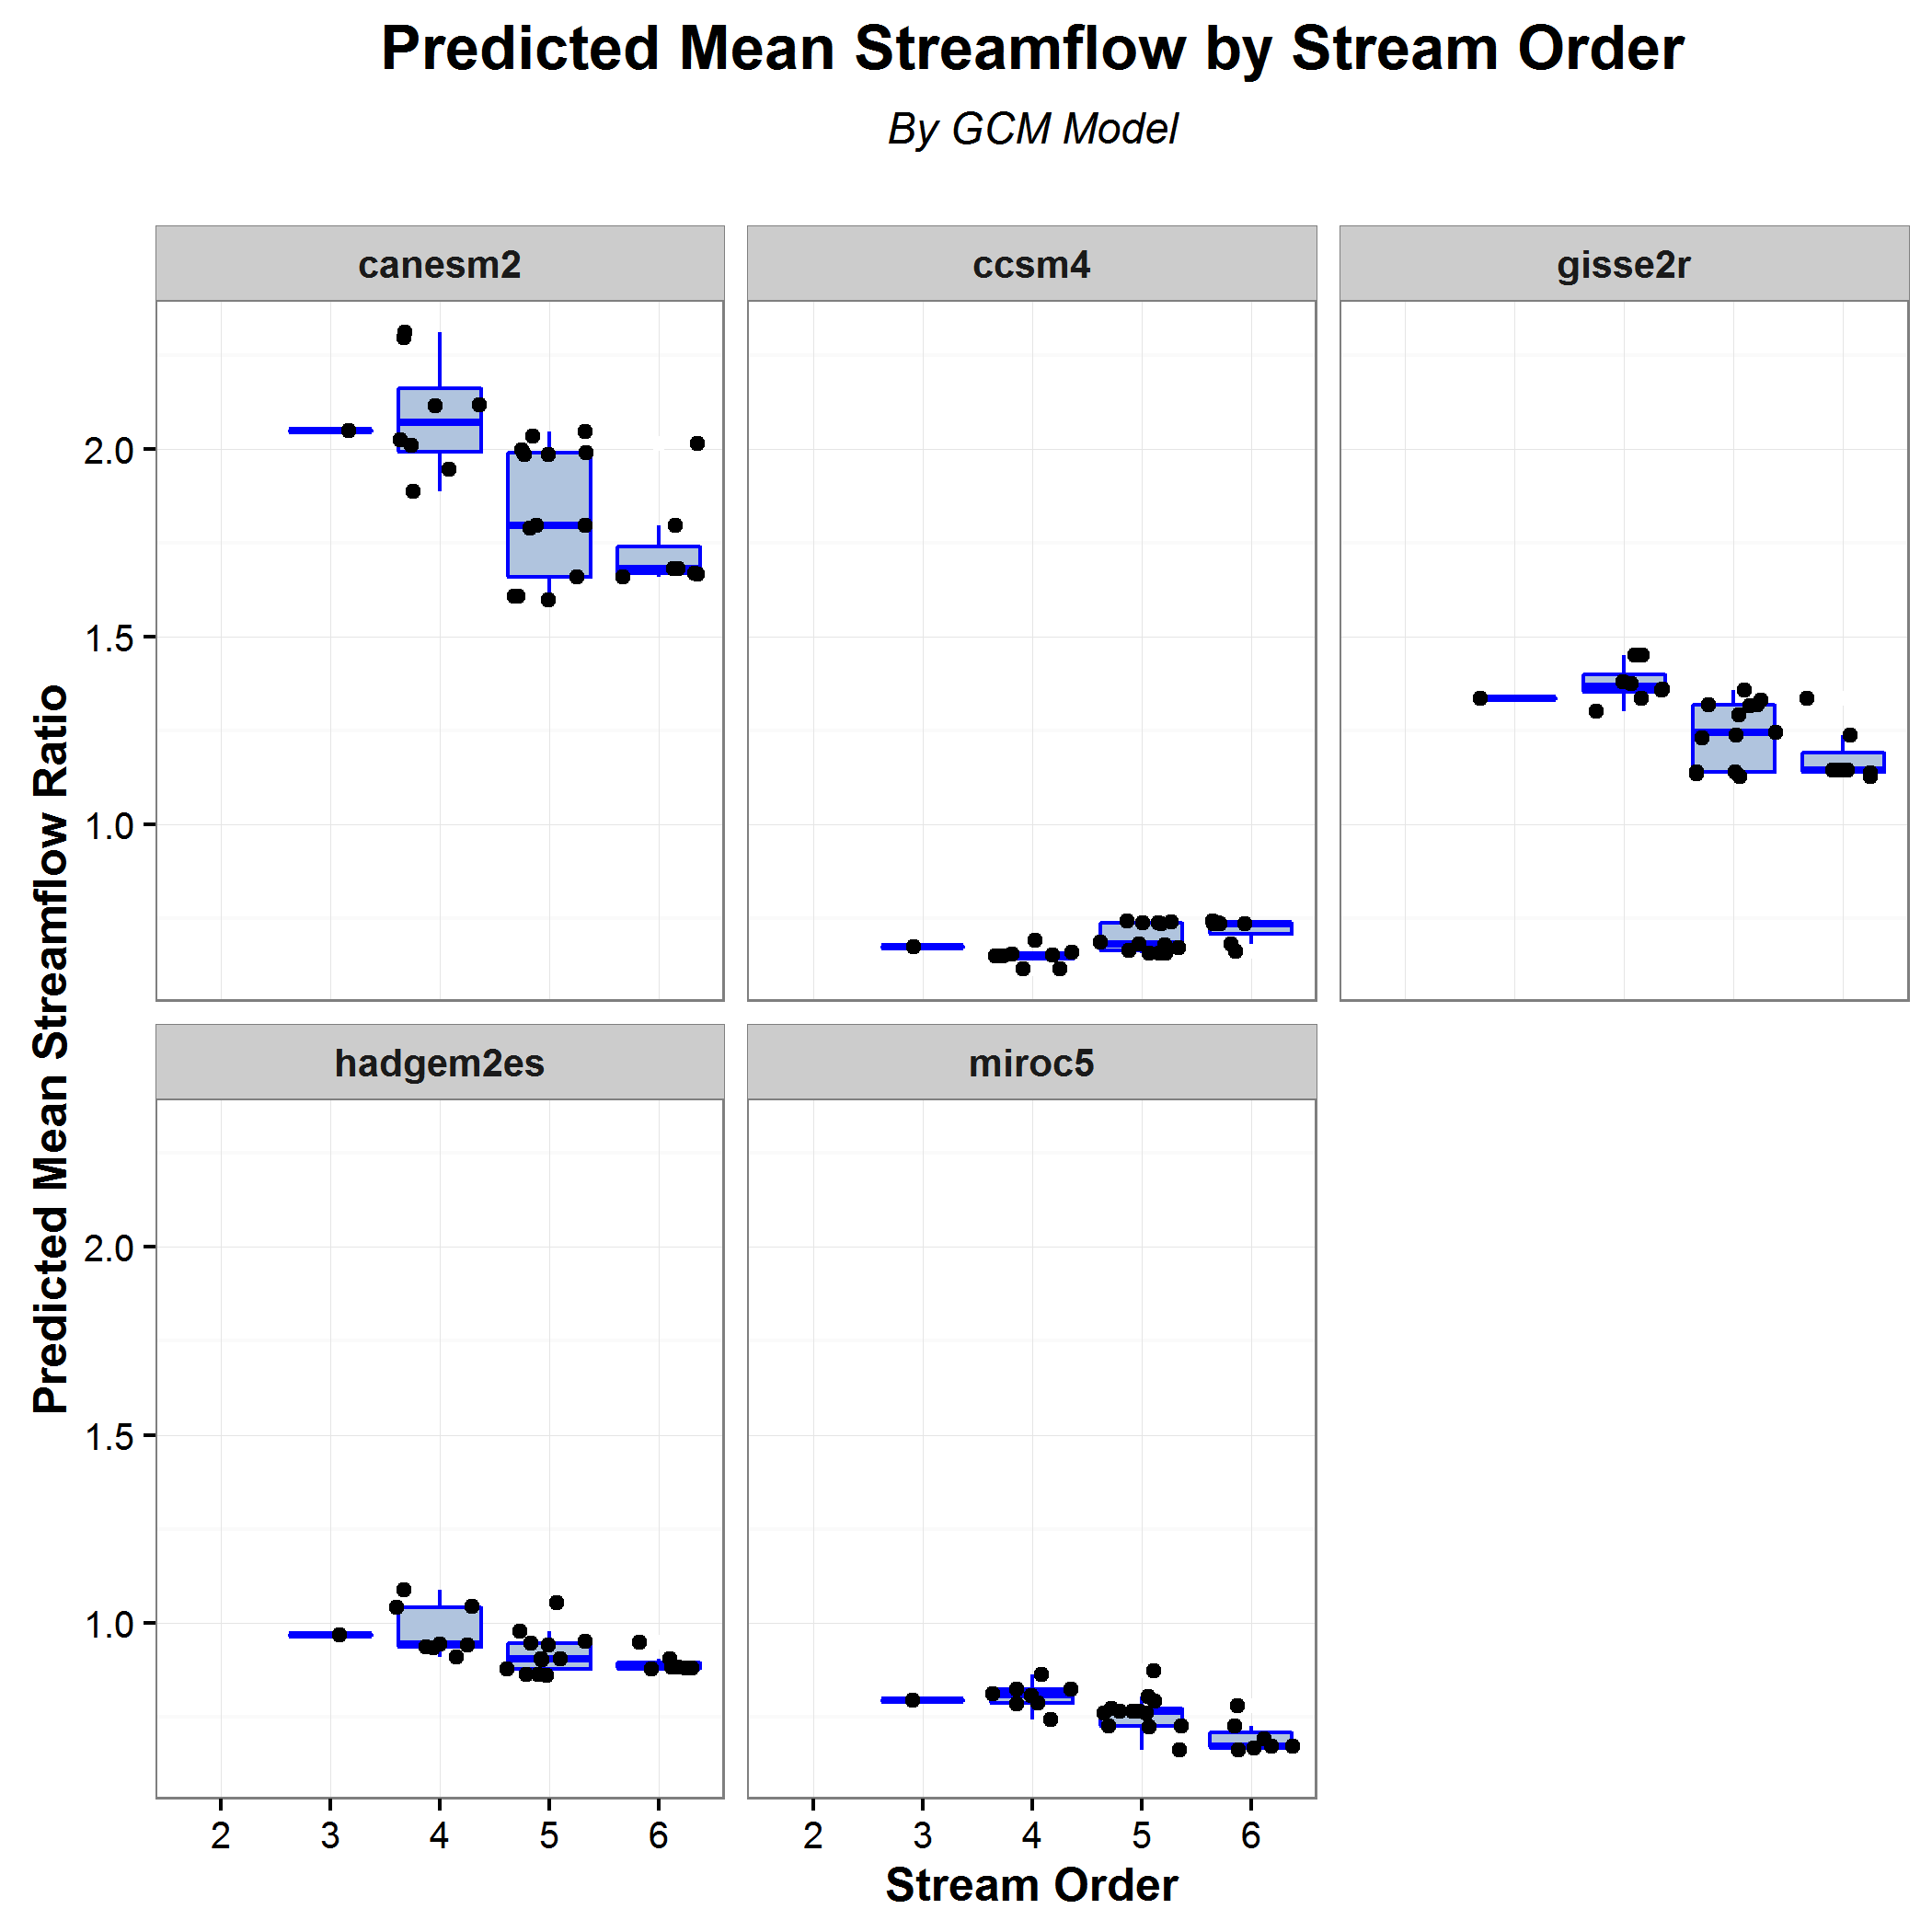 Predicted Mean Streamflow by Stream Order
By GCM Model
canesm2
ccsm4
gisse2r
2.0
1.5
1.0
Predicted Mean Streamflow Ratio
hadgem2es
miroc5
2.0
1.5
1.0
2 3 4 5 6
2 3 4 5 6
Stream Order